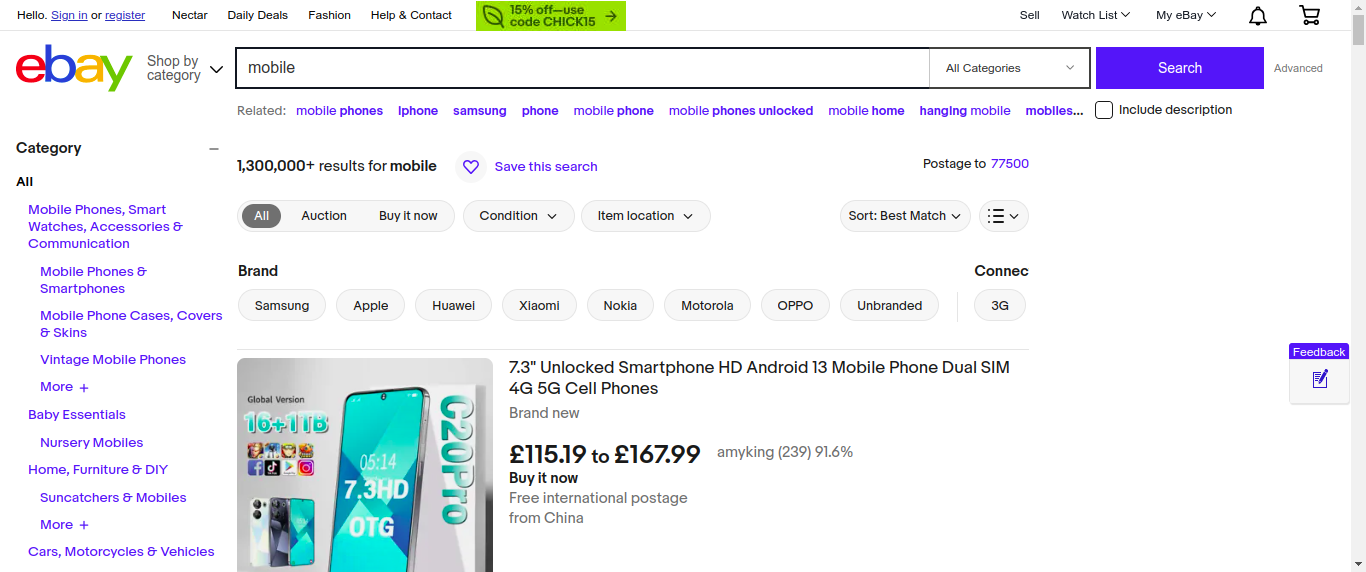 Hello. Sign in or register
Nectar
Daily Deals
Fashion
Help & Contact
15% off—use
code CHICK15
Sell
Watch List
My eBay
ebay
Shop by
category
mobile
All Categories
Search
Advanced
Related:
mobile phones
Iphone
samsung
phone
mobile phone
mobile phones unlocked
mobile home
hanging mobile
moblies...
Include description
Category
All
Mobile Phones, Smart
Watches, Accessories &
Communication
Mobile Phones &
Smartphones
Mobile Phone Cases, Covers
& Skins
Vintage Mobile Phones
More +
Baby Essentials
Nursery Mobiles
Home, Furniture & DIY
Suncatchers & Mobiles
More +
Cars, Motorcycles & Vehicles
1,300,000+ results for mobile
Save this search
Postage to 77500
All
Auction
Buy it now
Condition
Item location
Sort: Best Match
Brand
Connec
Samsung
Apple
Huawei
Xiaomi
Nokia
Motorola
OPPO
Unbranded
3G
Global Version
16+1TB
05:14
7.3HD
OTG
C20Pro
7.3" Unlocked Smartphone HD Android 13 Mobile Phone Dual SIM
4G 5G Cell Phones
Brand new
£115.19 to £167.99
amyking (239) 91.6%
Buy it now
Free international postage
from China
Feedback